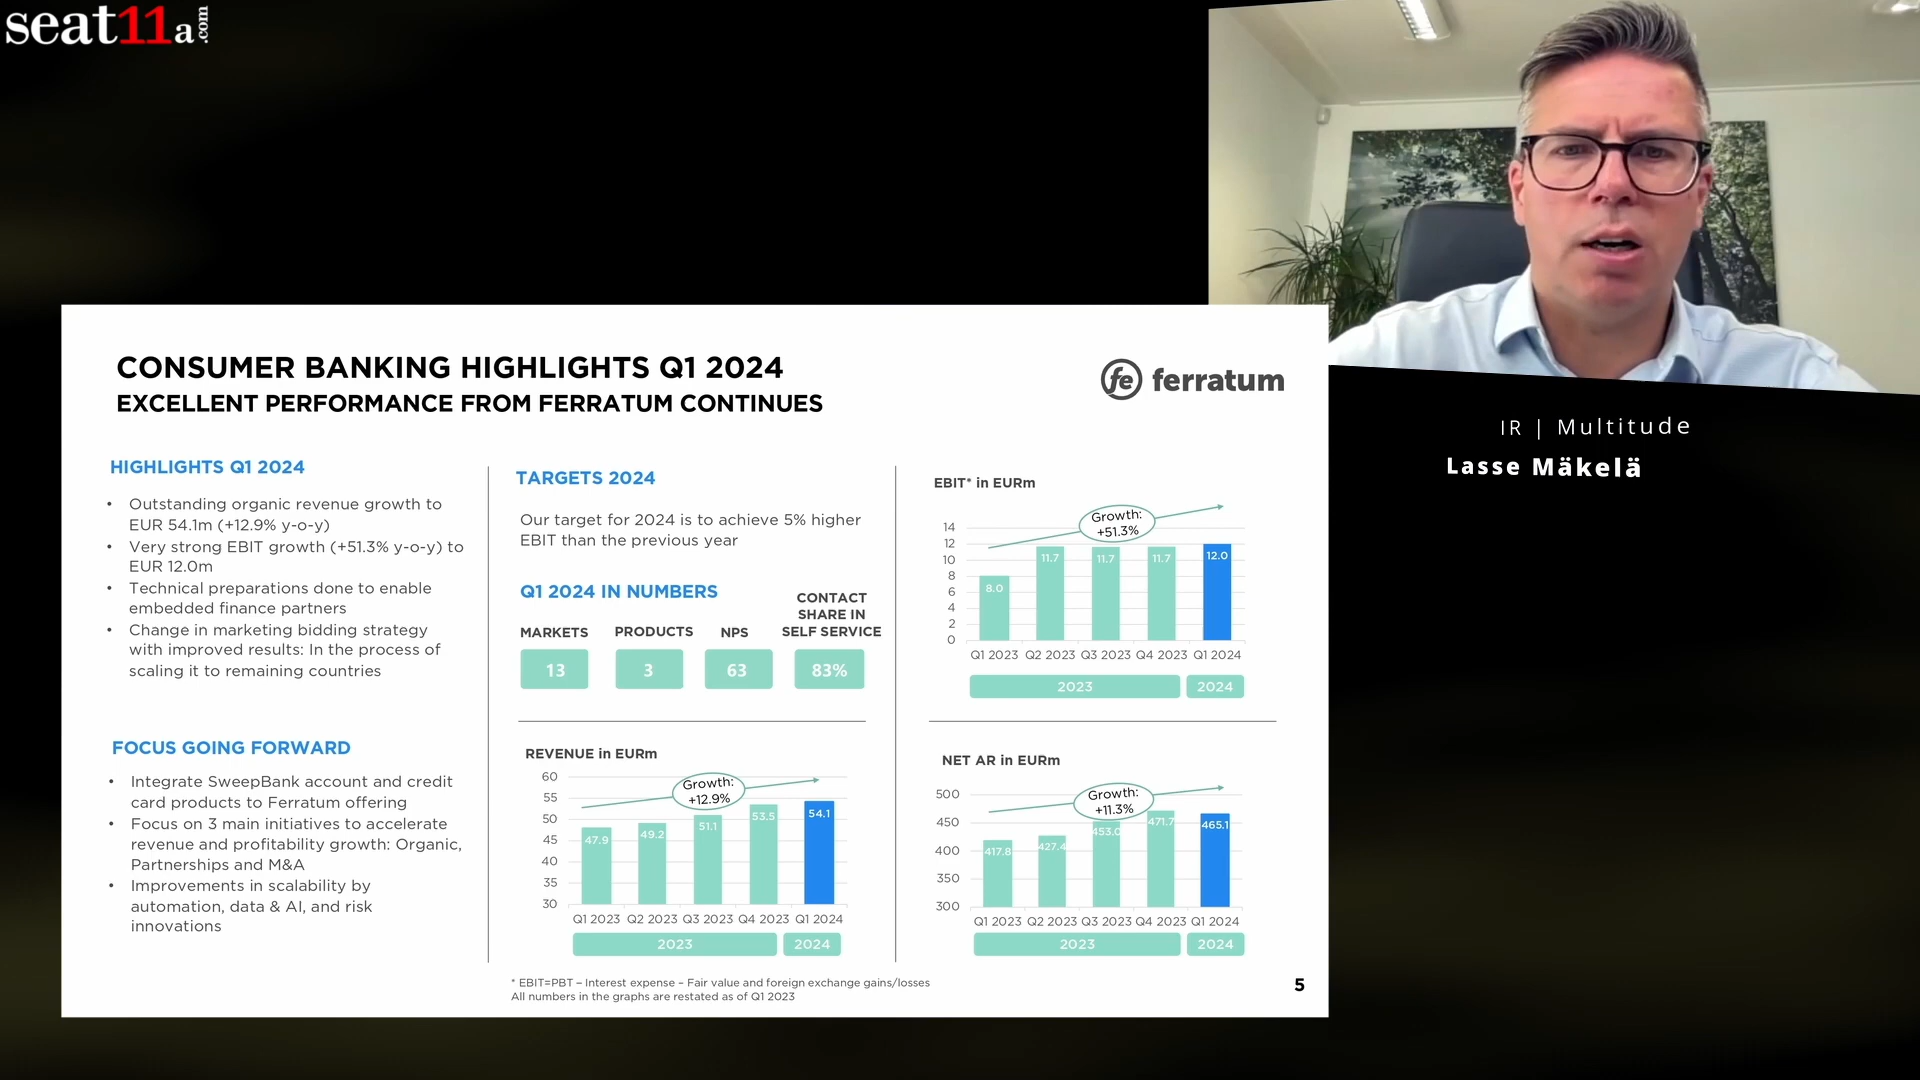 seat11a.com
IR | Multitude
Lasse Mäkelä
CONSUMER BANKING HIGHLIGHTS Q1 2024
EXCELLENT PERFORMANCE FROM FERRATUM CONTINUES
fe ferratum
HIGHLIGHTS Q1 2024
• Outstanding organic revenue growth to
EUR 54.1m (+12.9% y-o-y)
• Very strong EBIT growth (+51.3% y-o-y) to
EUR 12.0m
• Technical preparations done to enable
embedded finance partners
• Change in marketing bidding strategy
with improved results: In the process of
scaling it to remaining countries
FOCUS GOING FORWARD
• Integrate SweepBank account and credit
card products to Ferratum offering
• Focus on 3 main initiatives to accelerate
revenue and profitability growth: Organic,
Partnerships and M&A
• Improvements in scalability by
automation, data & AI, and risk
innovations
TARGETS 2024
Our target for 2024 is to achieve 5% higher
EBIT than the previous year
Q1 2024 IN NUMBERS
MARKETS
13
PRODUCTS
3
NPS
63
CONTACT
SHARE IN
SELF SERVICE
83%
REVENUE in EURm
Growth:
+12.9%
60
55
50
45
40
35
30
47.9
49.2
51.1
53.5
54.1
Q1 2023 Q2 2023 Q3 2023 Q4 2023 Q1 2024
2023 2024
EBIT* in EURm
Growth:
+51.3%
14
12
10
8
6
4
2
0
8.0
11.7
11.7
11.7
12.0
Q1 2023 Q2 2023 Q3 2023 Q4 2023 Q1 2024
2023 2024
NET AR in EURm
Growth:
+11.3%
500
450
400
350
300
417.8
427.4
453.0
471.7
465.1
Q1 2023 Q2 2023 Q3 2023 Q4 2023 Q1 2024
2023 2024
* EBIT=PBT – Interest expense – Fair value and foreign exchange gains/losses
All numbers in the graphs are restated as of Q1 2023
5